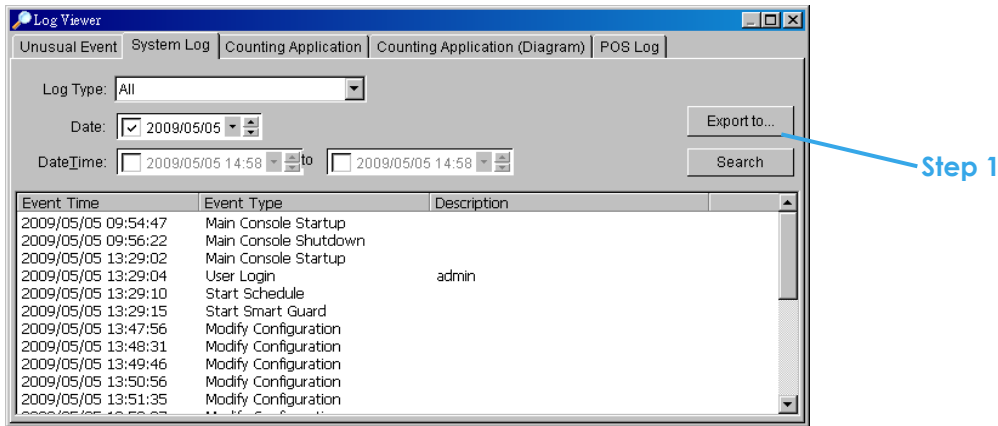 Log Viewer
Unusual Event System Log Counting Application Counting Application (Diagram) POS Log
Log Type: All
Date: 2009/05/05
Export to...
DateTime: 2009/05/05 14:58 to 2009/05/05 14:58
Search
Step 1
Event Time Event Type Description
2009/05/05 09:54:47 Main Console Startup
2009/05/05 09:56:22 Main Console Shutdown
2009/05/05 13:29:02 Main Console Startup
2009/05/05 13:29:04 User Login admin
2009/05/05 13:29:10 Start Schedule
2009/05/05 13:29:15 Start Smart Guard
2009/05/05 13:47:56 Modify Configuration
2009/05/05 13:48:31 Modify Configuration
2009/05/05 13:49:46 Modify Configuration
2009/05/05 13:50:56 Modify Configuration
2009/05/05 13:51:35 Modify Configuration